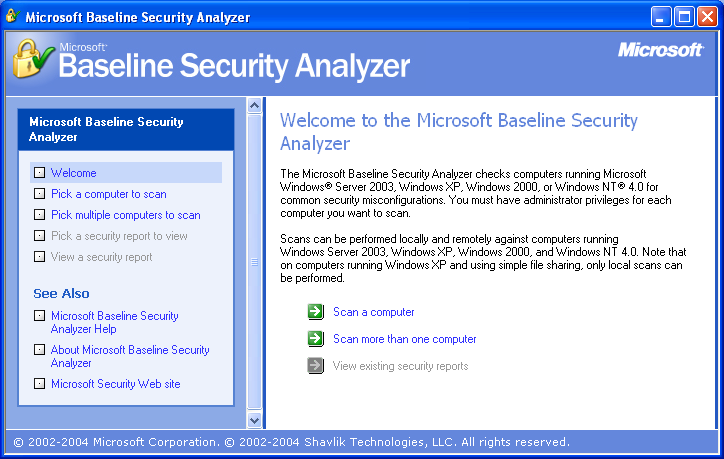 Microsoft Baseline Security Analyzer
Microsoft
Baseline Security Analyzer
Microsoft
Microsoft Baseline Security
Analyzer
Welcome
Pick a computer to scan
Pick multiple computers to scan
Pick a security report to view
View a security report
See Also
Microsoft Baseline Security
Analyzer Help
About Microsoft Baseline Security
Analyzer
Microsoft Security Web site
Welcome to the Microsoft Baseline Security
Analyzer
The Microsoft Baseline Security Analyzer checks computers running Microsoft
Windows® Server 2003, Windows XP, Windows 2000, or Windows NT® 4.0 for
common security misconfigurations. You must have administrator privileges for each
computer you want to scan.
Scans can be performed locally and remotely against computers running
Windows Server 2003, Windows XP, Windows 2000, and Windows NT 4.0. Note that
on computers running Windows XP and using simple file sharing, only local scans can
be performed.
Scan a computer
Scan more than one computer
View existing security reports
© 2002-2004 Microsoft Corporation. © 2002-2004 Shavlik Technologies, LLC. All rights reserved.